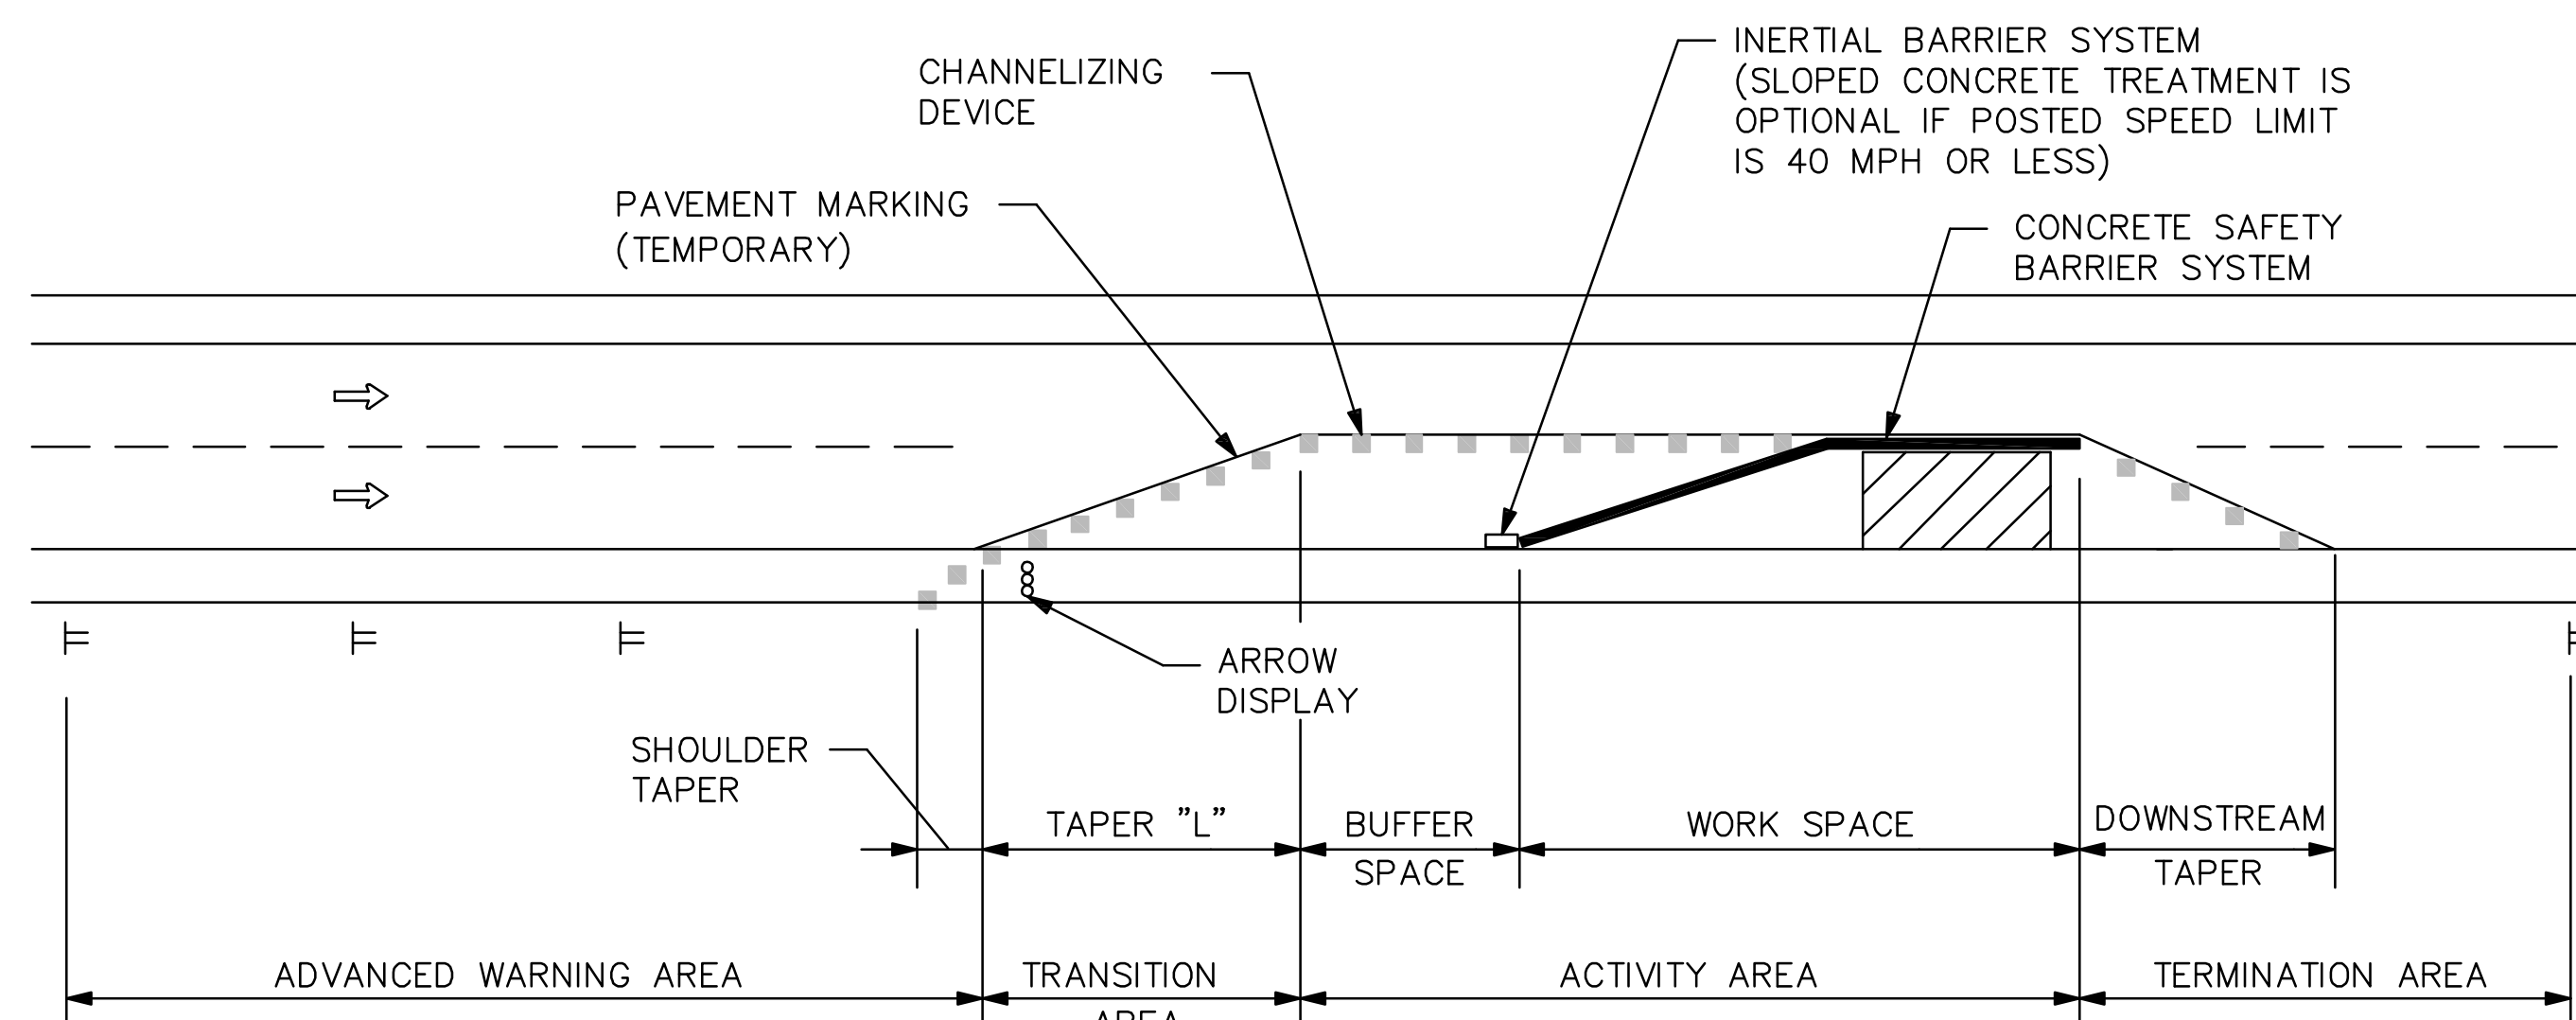 INERTIAL BARRIER SYSTEM
(SLOPED CONCRETE TREATMENT IS
OPTIONAL IF POSTED SPEED LIMIT
IS 40 MPH OR LESS)
CHANNELIZING
DEVICE
PAVEMENT MARKING
(TEMPORARY)
CONCRETE SAFETY
BARRIER SYSTEM
ARROW
DISPLAY
SHOULDER
TAPER
TAPER "L"
BUFFER
SPACE
WORK SPACE
DOWNSTREAM
TAPER
ADVANCED WARNING AREA
TRANSITION
AREA
ACTIVITY AREA
TERMINATION AREA